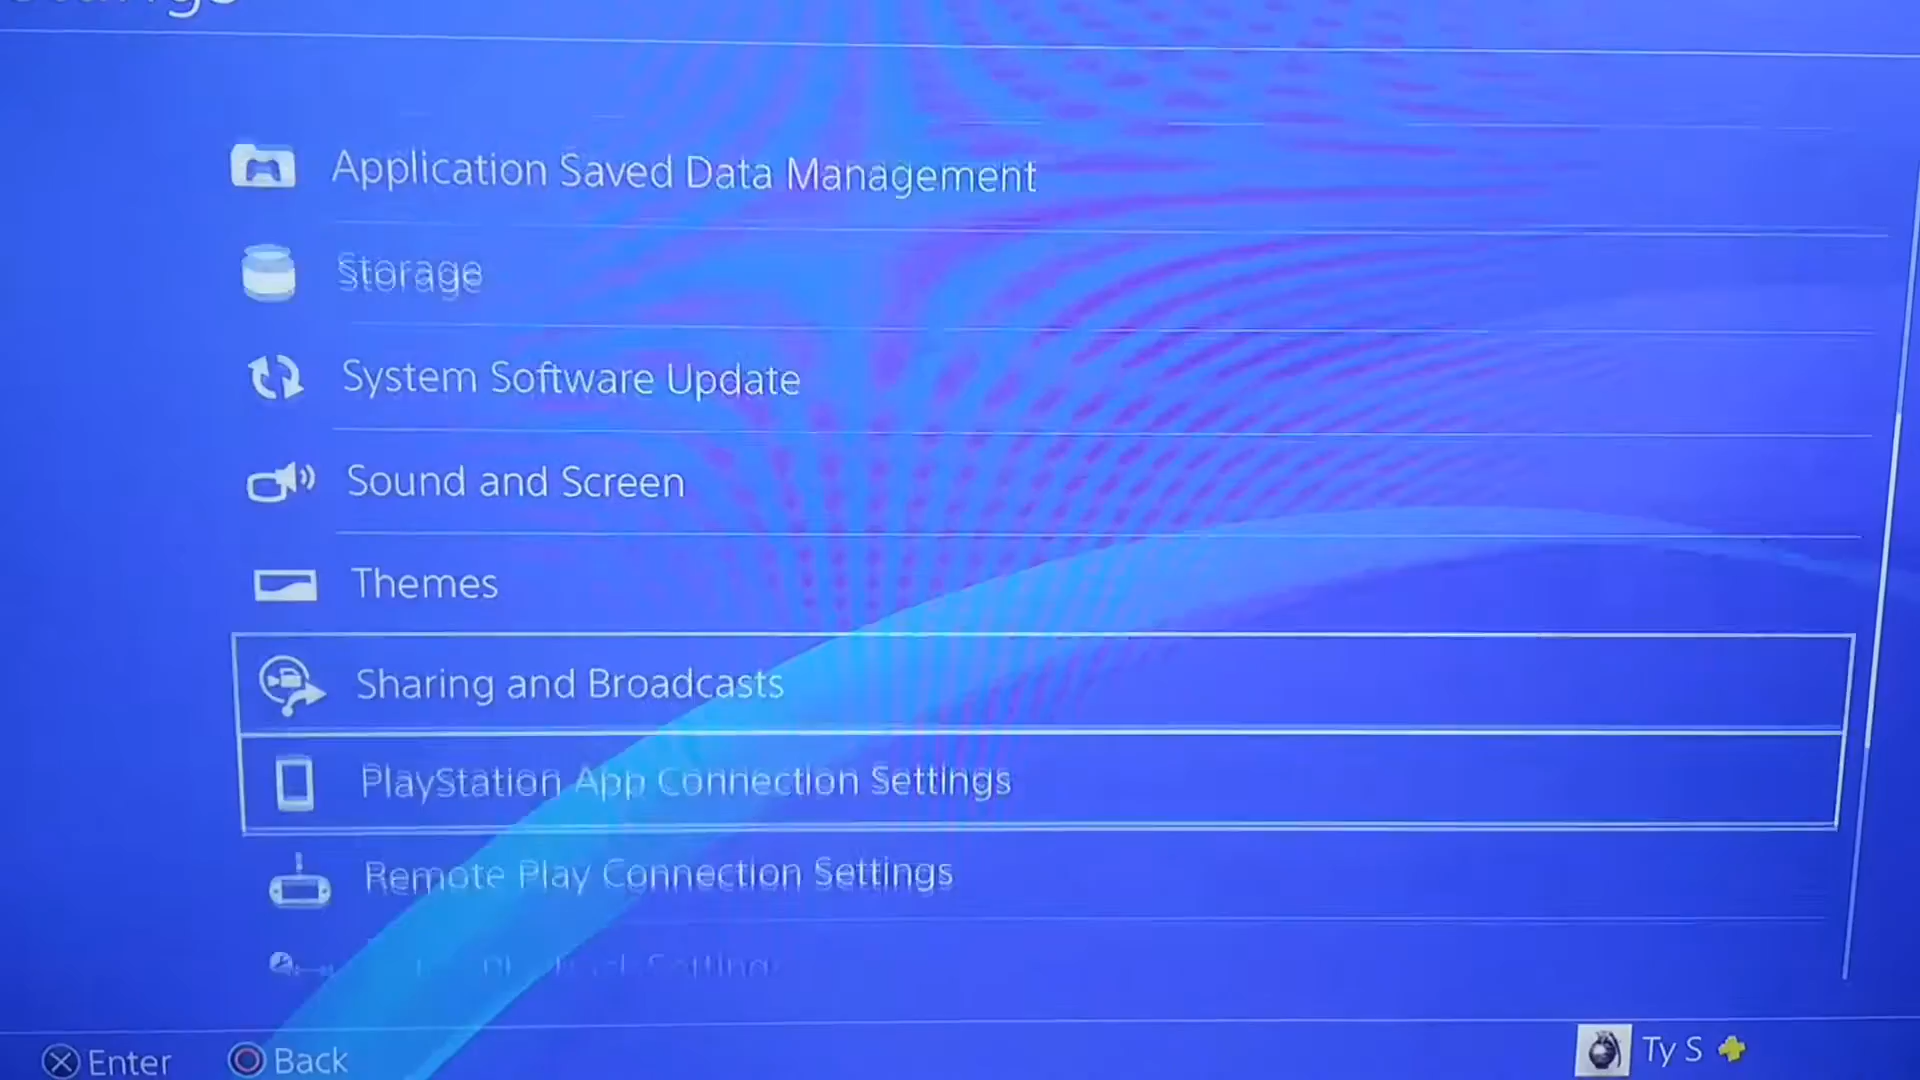 Application Saved Data Management
Storage
System Software Update
Sound and Screen
Themes
Sharing and Broadcasts
PlayStation App Connection Settings
Remote Play Connection Settings
Enter
Back
Ty S